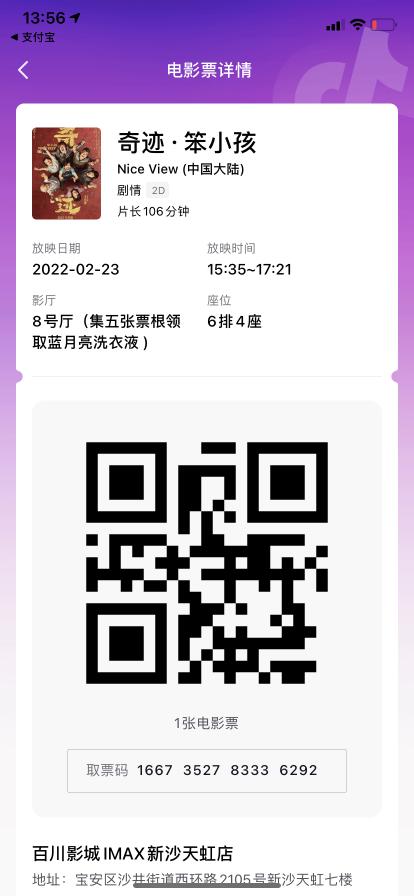 13:56
支付宝
电影票详情
奇迹·笨小孩
Nice View (中国大陆)
剧情 2D
片长106分钟
放映日期 放映时间
2022-02-23 15:35~17:21
影厅 座位
8号厅（集五张票根领 6排4座
取蓝月亮洗衣液 )
1张电影票
取票码 1667 3527 8333 6292
百川影城IMAX新沙天虹店
地址：宝安区沙井街道西环路2105号新沙天虹七楼